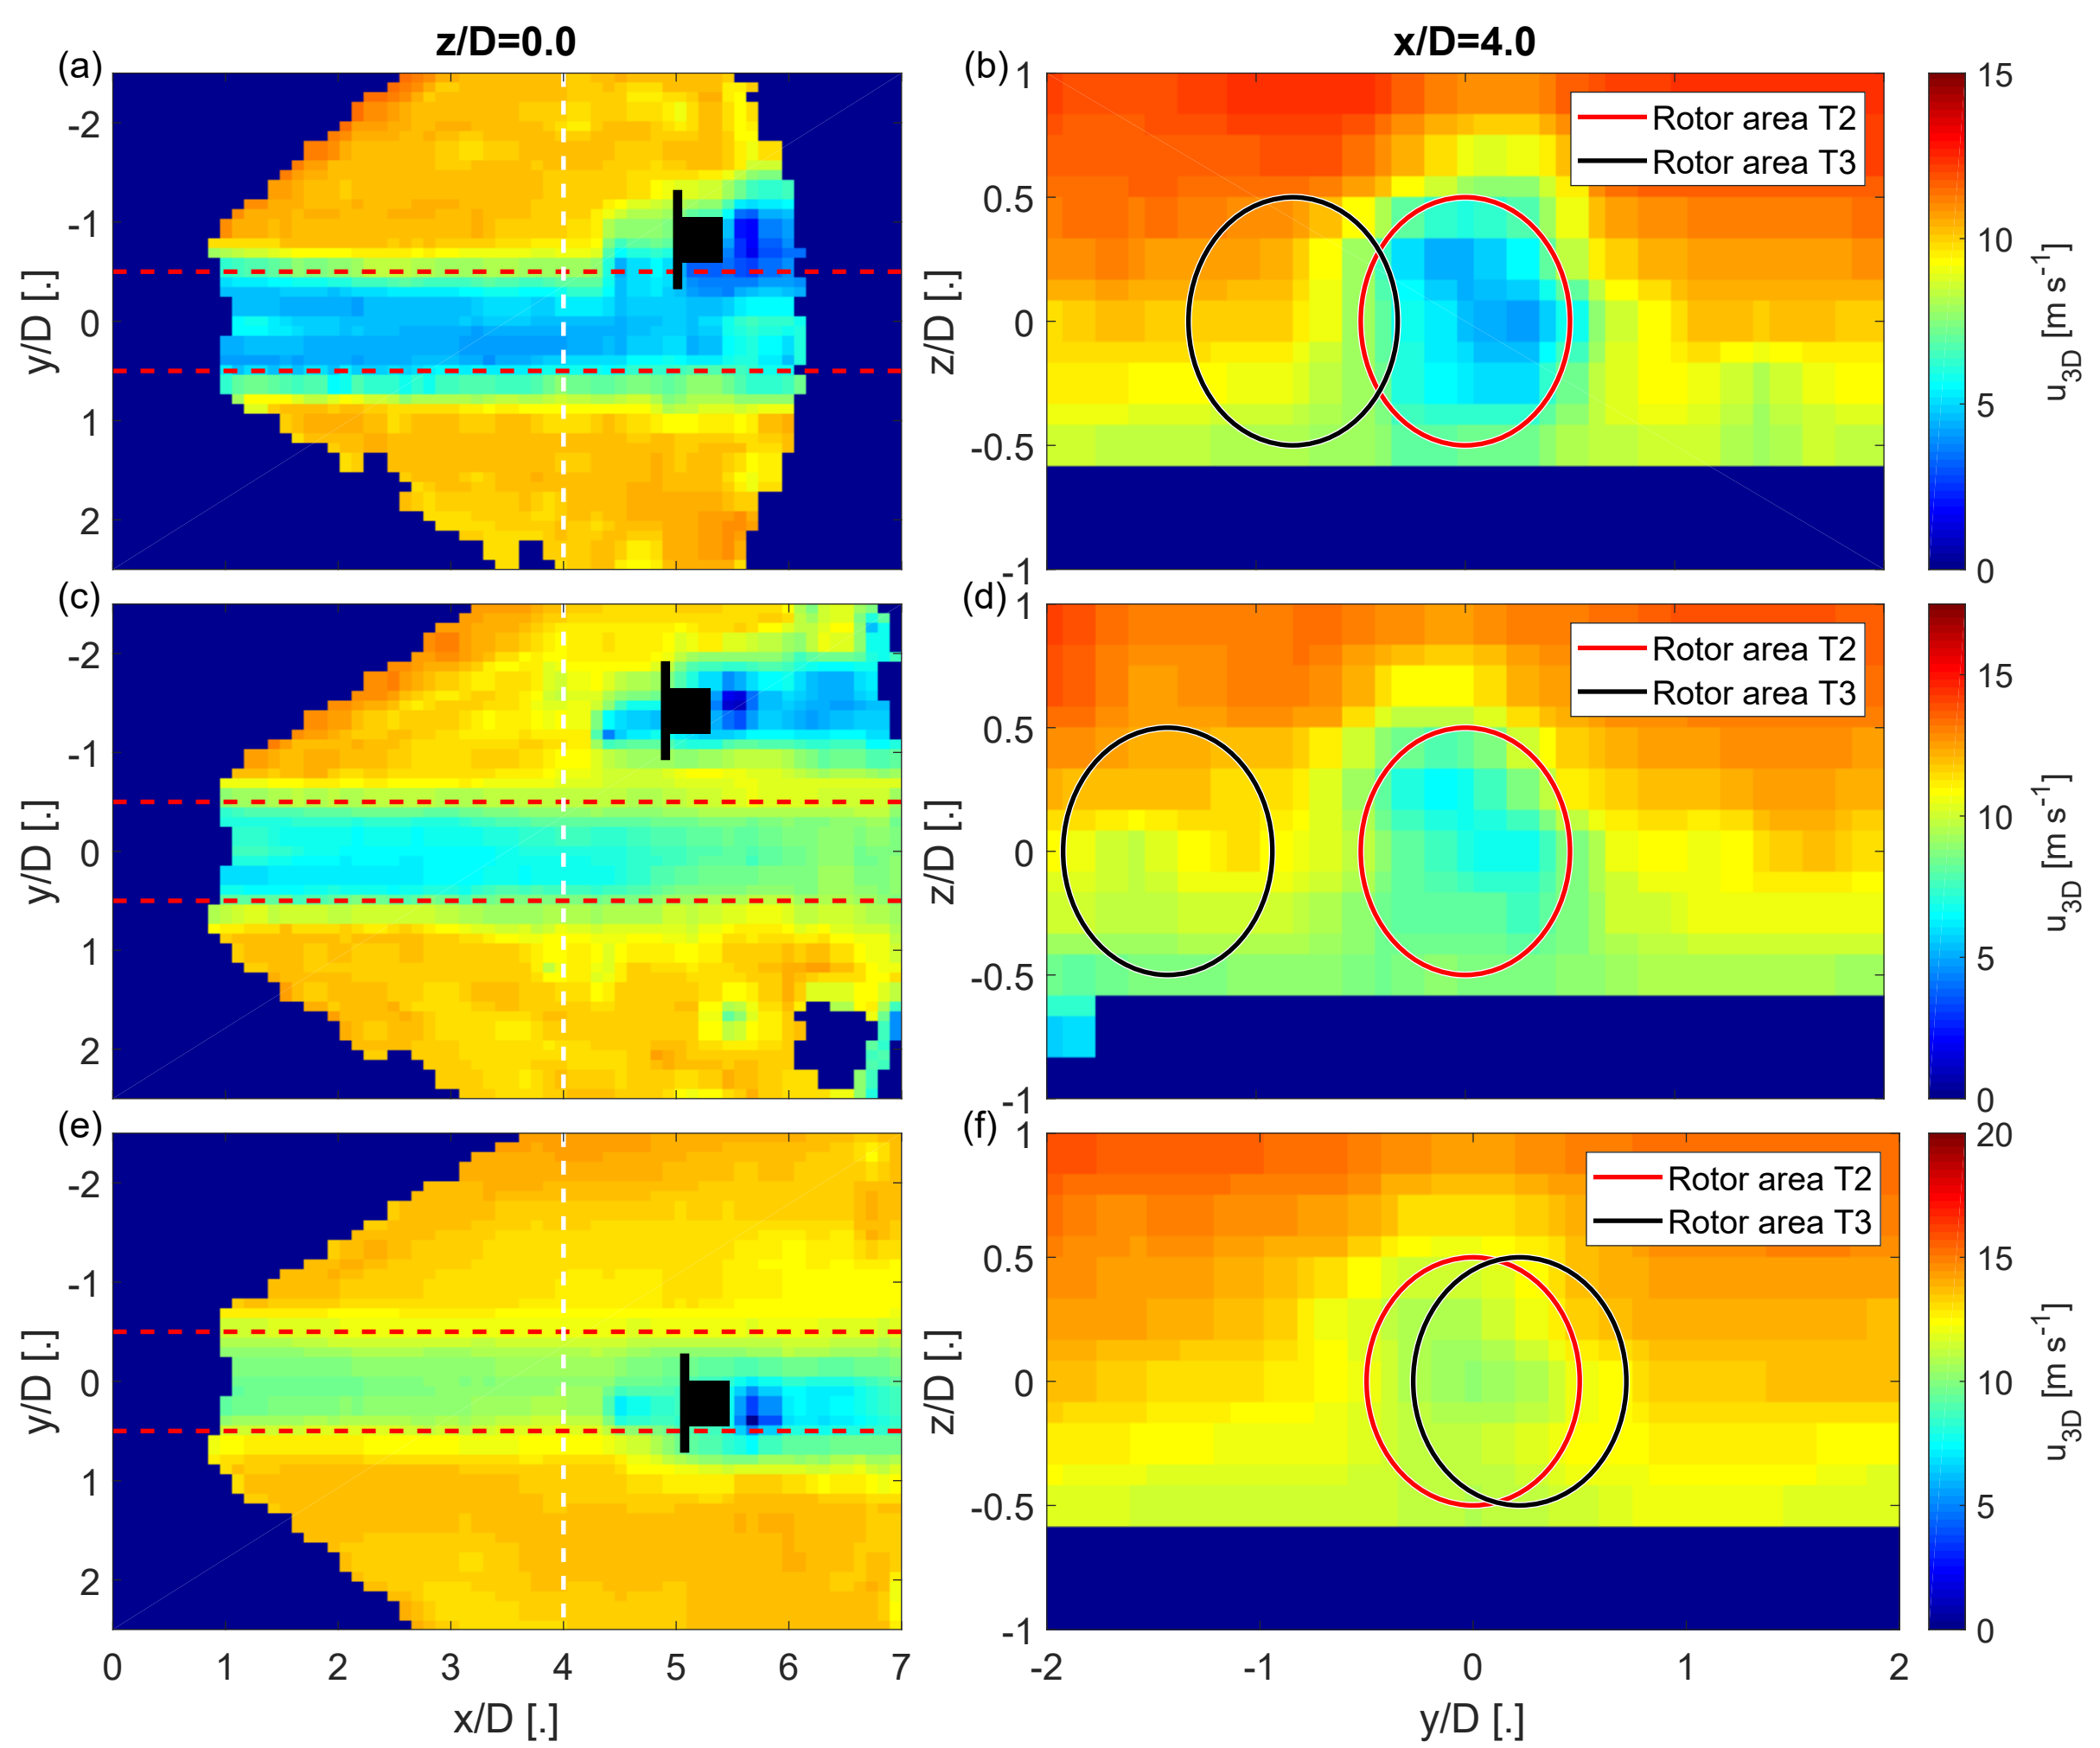 z/D=0.0
x/D=4.0
(a)
-2
-1
0
1
2
y/D [.]
(b)
1
0.5
0
-0.5
-1
z/D [.]
Rotor area T2
Rotor area T3
15
10
5
0
u3D [m s-1]
(c)
-2
-1
0
1
2
y/D [.]
(d)
1
0.5
0
-0.5
-1
z/D [.]
Rotor area T2
Rotor area T3
15
10
5
0
u3D [m s-1]
(e)
-2
-1
0
1
2
y/D [.]
0 1 2 3 4 5 6 7
x/D [.]
(f)
1
0.5
0
-0.5
-1
z/D [.]
Rotor area T2
Rotor area T3
-2 -1 0 1 2
y/D [.]
20
15
10
5
0
u3D [m s-1]